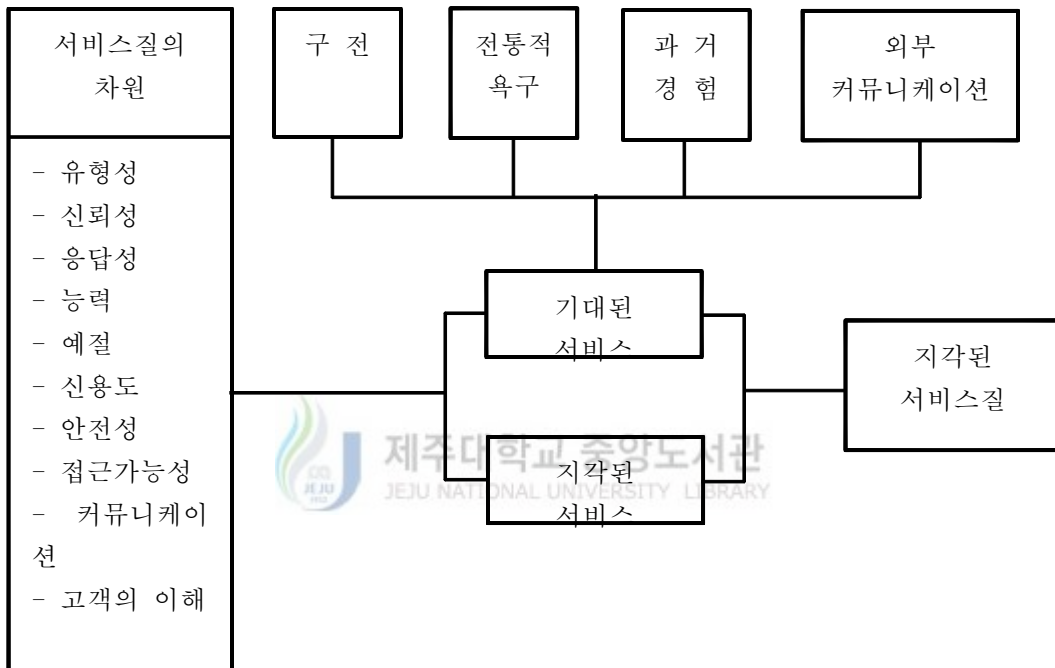 서비스질의
차원
- 유형성
- 신뢰성
- 응답성
- 능력
- 예절
- 신용도
- 안전성
- 접근가능성
- 커뮤니케이
션
- 고객의 이해
구 전
전통적
욕구
과 거
경 험
외부
커뮤니케이션
기대된
서비스
지각된
서비스
지각된
서비스질
제주대학교 중앙도서관
JEJU NATIONAL UNIVERSITY LIBRARY
JEJU
1952